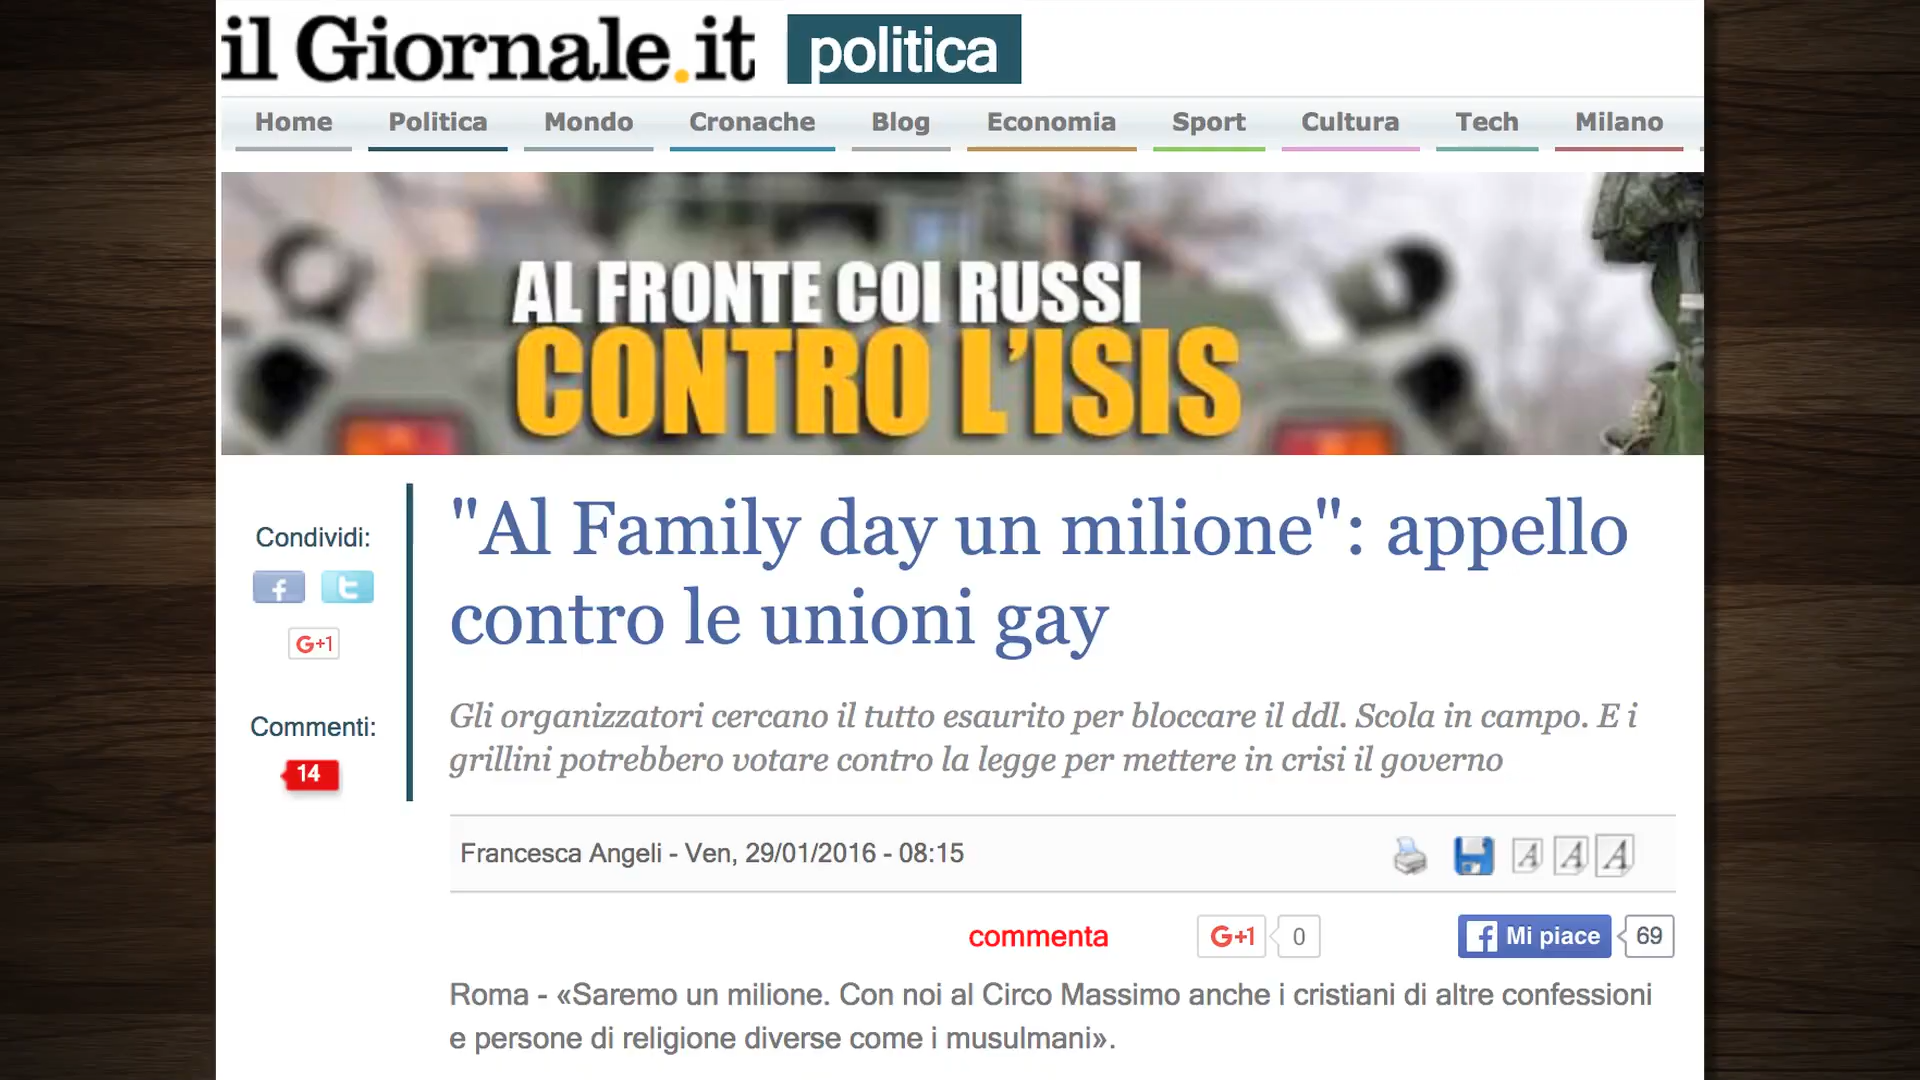 il Giornale.it politica
Home Politica Mondo Cronache Blog Economia Sport Cultura Tech Milano
AL FRONTE COI RUSSI
CONTRO L'ISIS
Condividi:
f t
G+1
Commenti:
14
"Al Family day un milione": appello
contro le unioni gay
Gli organizzatori cercano il tutto esaurito per bloccare il ddl. Scola in campo. E i
grillini potrebbero votare contro la legge per mettere in crisi il governo
Francesca Angeli - Ven, 29/01/2016 - 08:15 A A A
commenta G+1 0 f Mi piace 69
Roma - «Saremo un milione. Con noi al Circo Massimo anche i cristiani di altre confessioni
e persone di religione diverse come i musulmani».